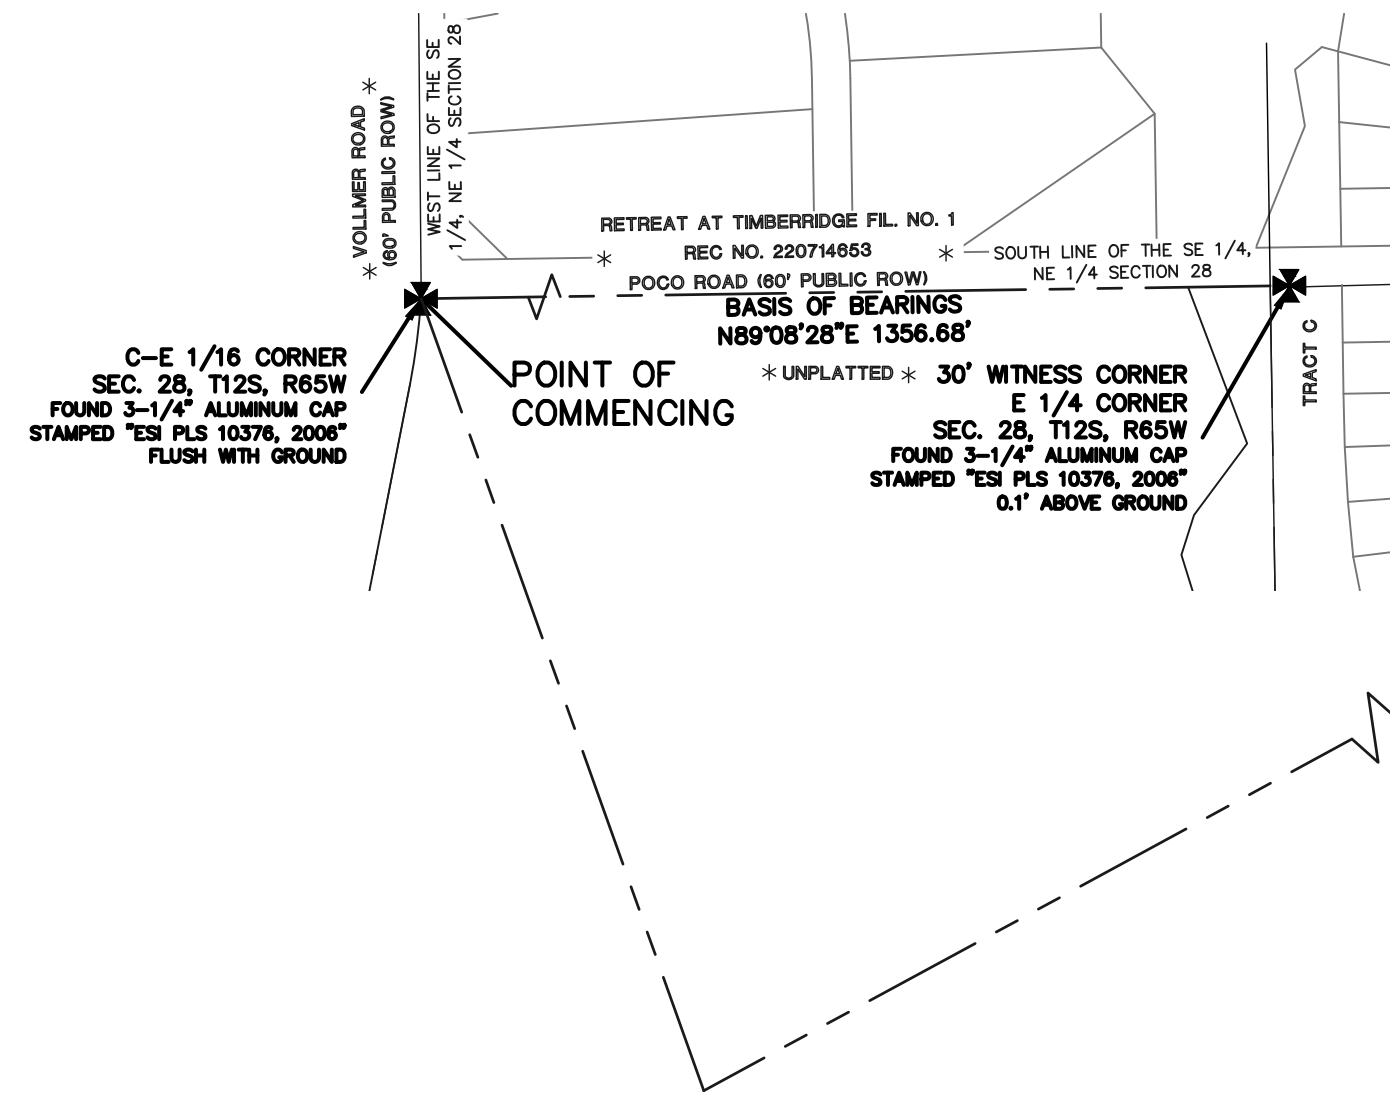 VOLLMER ROAD
(60' PUBLIC ROW)
WEST LINE OF THE SE
1/4, NE 1/4 SECTION 28
RETREAT AT TIMBERRIDGE FIL. NO. 1
REC NO. 220714653
POCO ROAD (60' PUBLIC ROW)
SOUTH LINE OF THE SE 1/4,
NE 1/4 SECTION 28
BASIS OF BEARINGS
N89°08'28"E 1356.68'
C-E 1/16 CORNER
SEC. 28, T12S, R65W
FOUND 3-1/4" ALUMINUM CAP
STAMPED "ESI PLS 10376, 2006"
FLUSH WITH GROUND
POINT OF
COMMENCING
UNPLATTED
30' WITNESS CORNER
E 1/4 CORNER
SEC. 28, T12S, R65W
FOUND 3-1/4" ALUMINUM CAP
STAMPED "ESI PLS 10376, 2006"
0.1' ABOVE GROUND
TRACT C